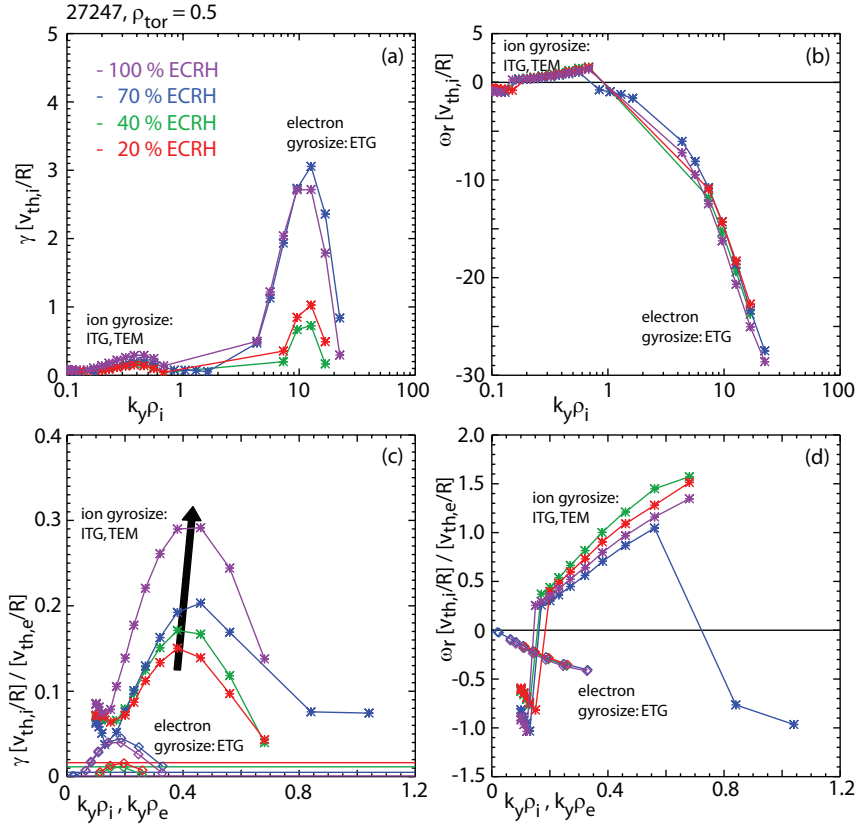 27247, ρ_tor = 0.5
(a)
- 100 % ECRH
- 70 % ECRH
- 40 % ECRH
- 20 % ECRH
electron
gyrosize: ETG
ion gyrosize:
ITG, TEM
γ [v_th,i/R]
5
4
3
2
1
0
0.1
1
10
100
k_yρ_i
(b)
ion gyrosize:
ITG, TEM
electron
gyrosize: ETG
ω_r [v_th,i/R]
5
0
-10
-20
-30
0.1
1
10
100
k_yρ_i
(c)
ion gyrosize:
ITG, TEM
electron
gyrosize: ETG
γ [v_th,i/R] / [v_th,e/R]
0.4
0.3
0.2
0.1
0
0
0.4
0.8
1.2
k_yρ_i , k_yρ_e
(d)
ion gyrosize:
ITG, TEM
electron
gyrosize: ETG
ω_r [v_th,i/R] / [v_th,e/R]
2.0
1.5
1.0
0.5
0
-0.5
-1.0
-1.5
0
0.4
0.8
1.2
k_yρ_i, k_yρ_e